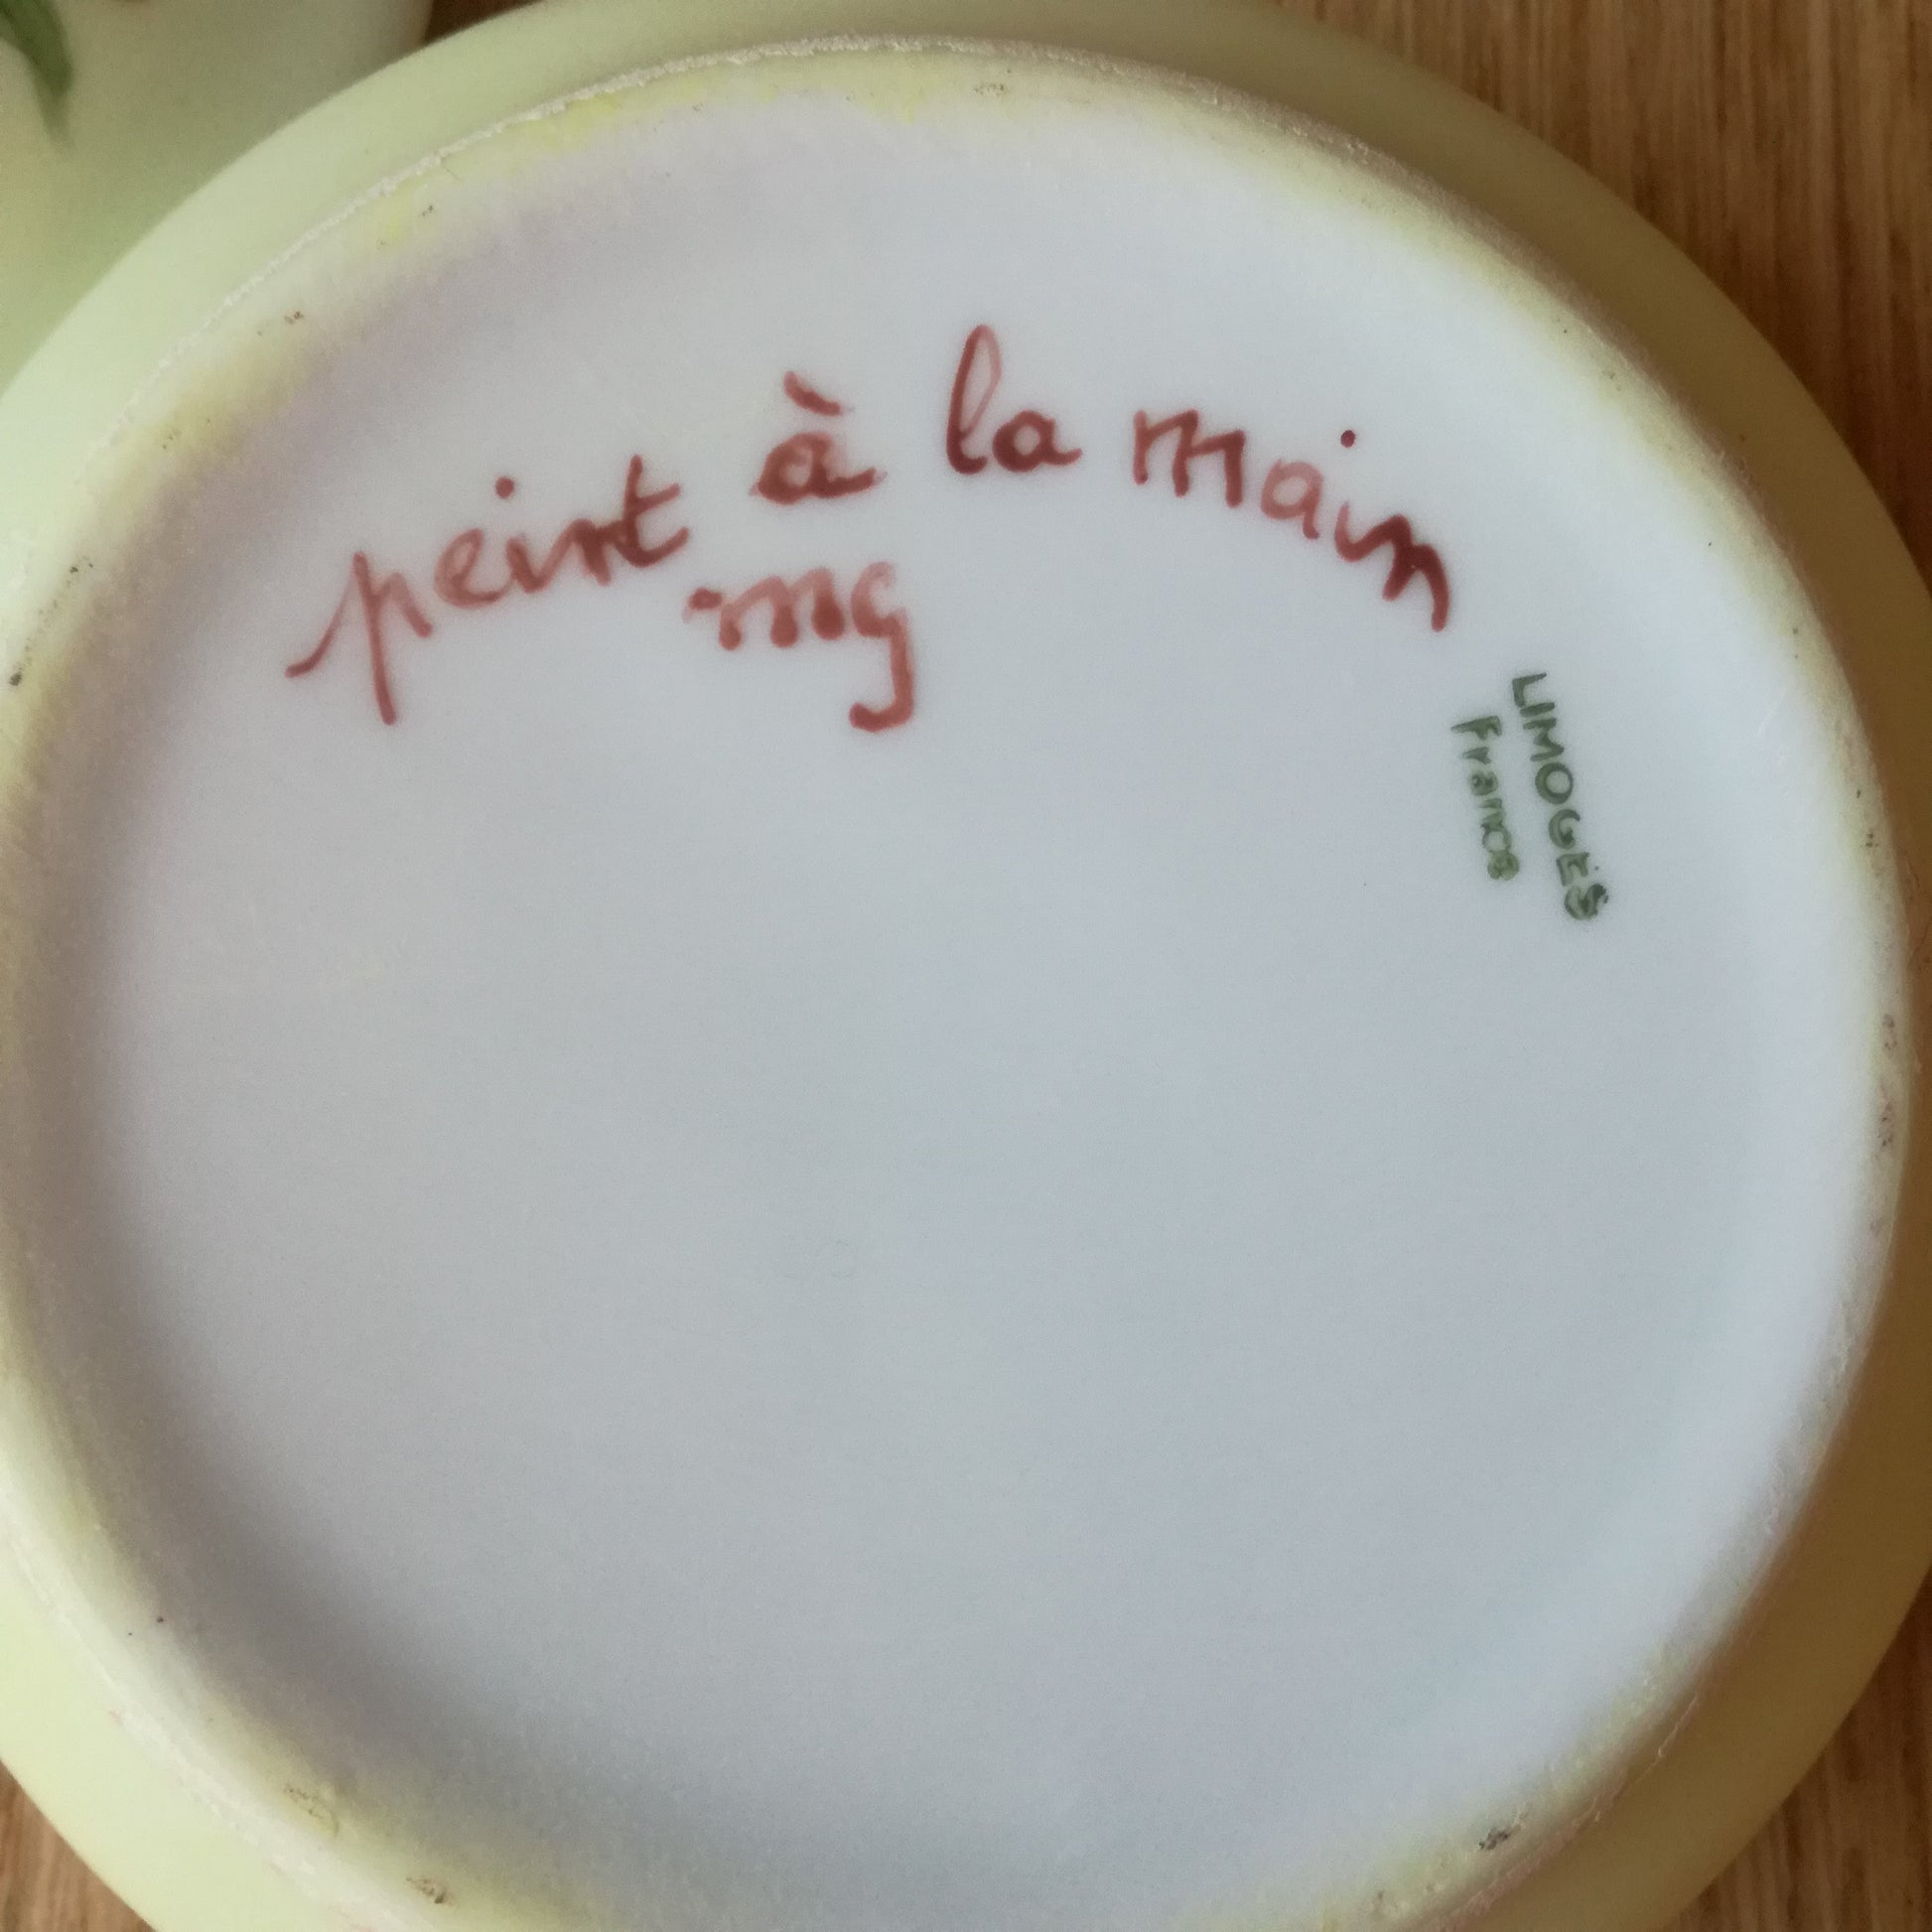 peint à la main
mg
LIMOGES
France